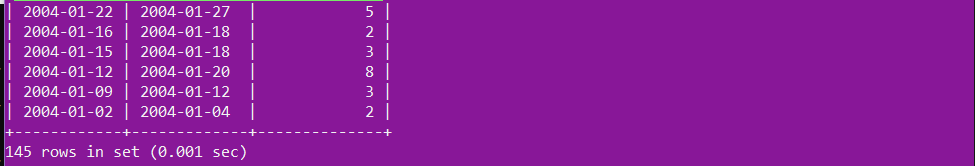 | 2004-01-22 | 2004-01-27  |            5 |
| 2004-01-16 | 2004-01-18  |            2 |
| 2004-01-15 | 2004-01-18  |            3 |
| 2004-01-12 | 2004-01-20  |            8 |
| 2004-01-09 | 2004-01-12  |            3 |
| 2004-01-02 | 2004-01-04  |            2 |
+------------+-------------+--------------+
145 rows in set (0.001 sec)